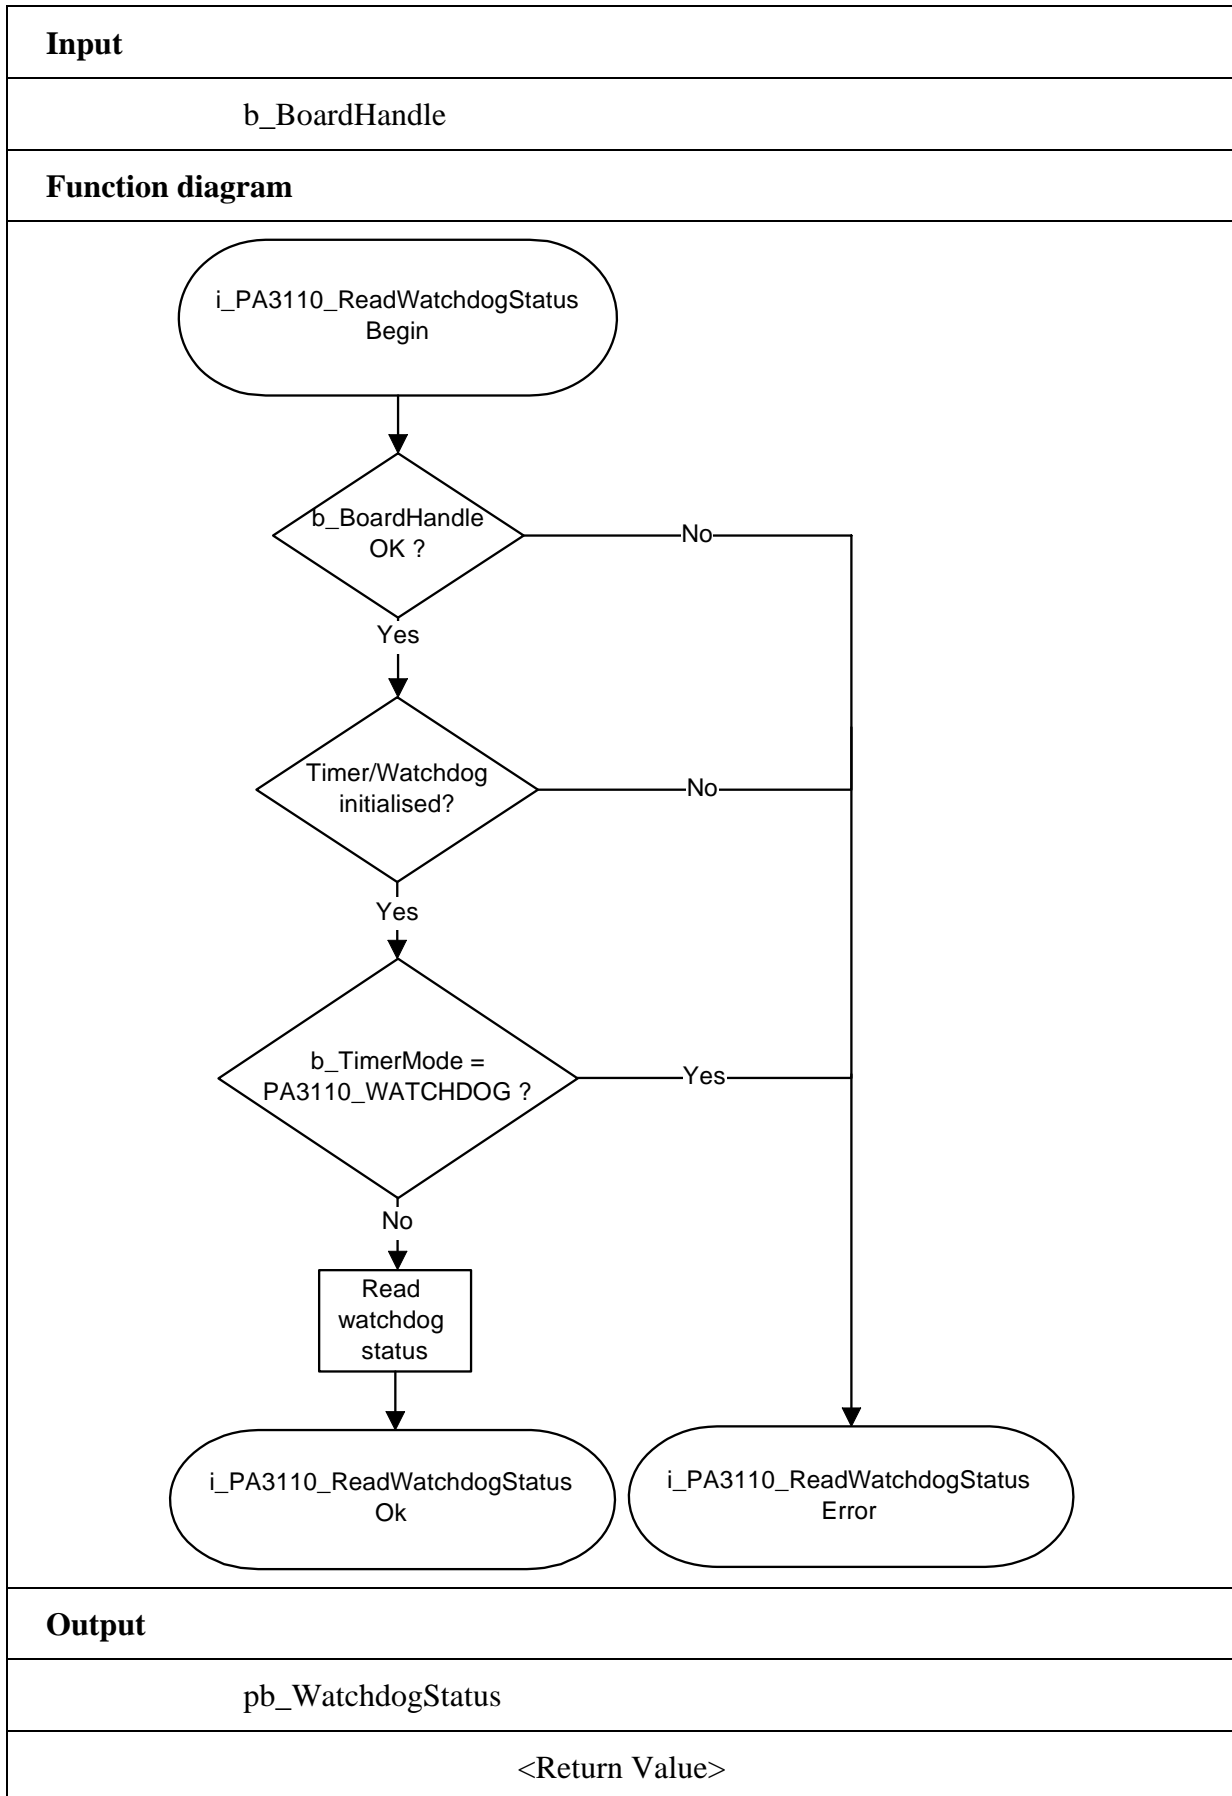 Input
b_BoardHandle
Function diagram
i_PA3110_ReadWatchdogStatus
Begin
b_BoardHandle
OK ?
No
Yes
Timer/Watchdog
initialised?
No
Yes
b_TimerMode =
PA3110_WATCHDOG ?
Yes
No
Read
watchdog
status
i_PA3110_ReadWatchdogStatus
Ok
i_PA3110_ReadWatchdogStatus
Error
Output
pb_WatchdogStatus
<Return Value>